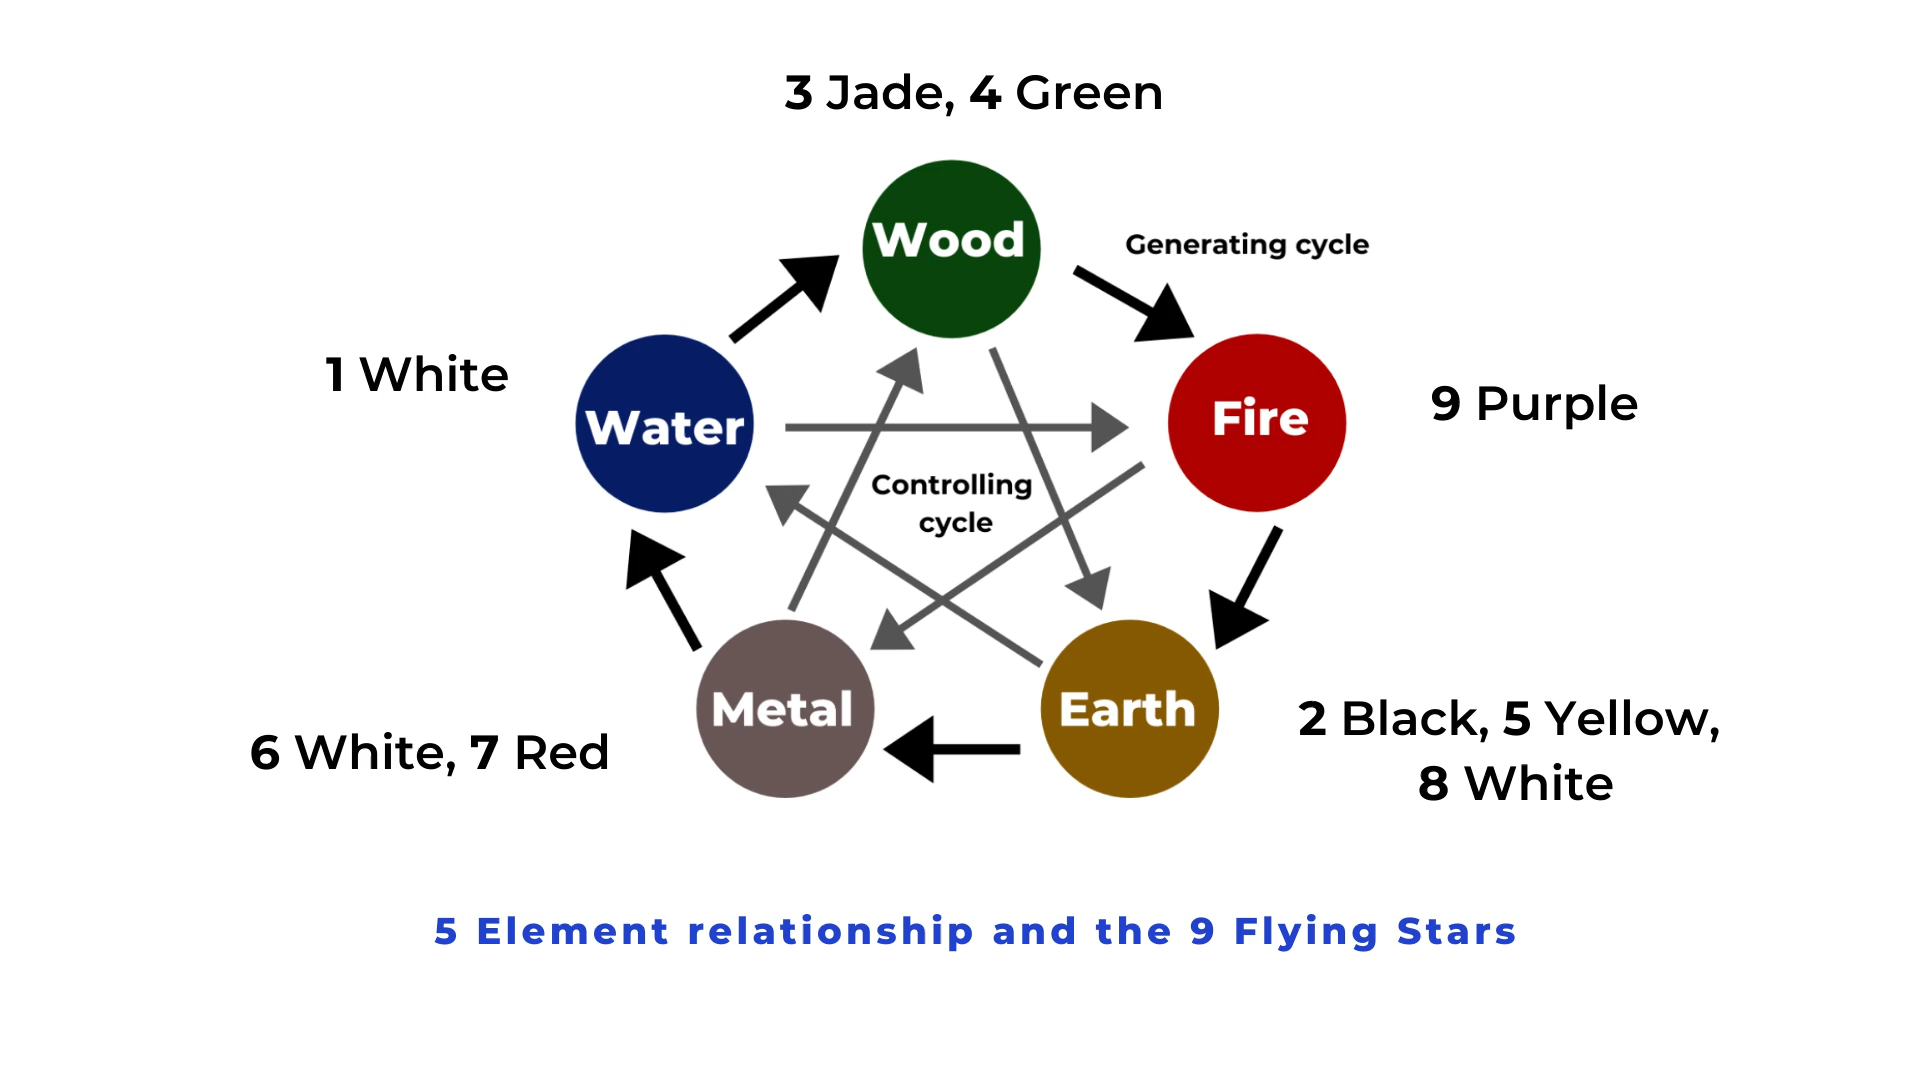 3 Jade, 4 Green
Wood
Generating cycle
1 White
Water
Fire
9 Purple
Controlling
cycle
Metal
Earth
6 White, 7 Red
2 Black, 5 Yellow,
8 White
5 Element relationship and the 9 Flying Stars